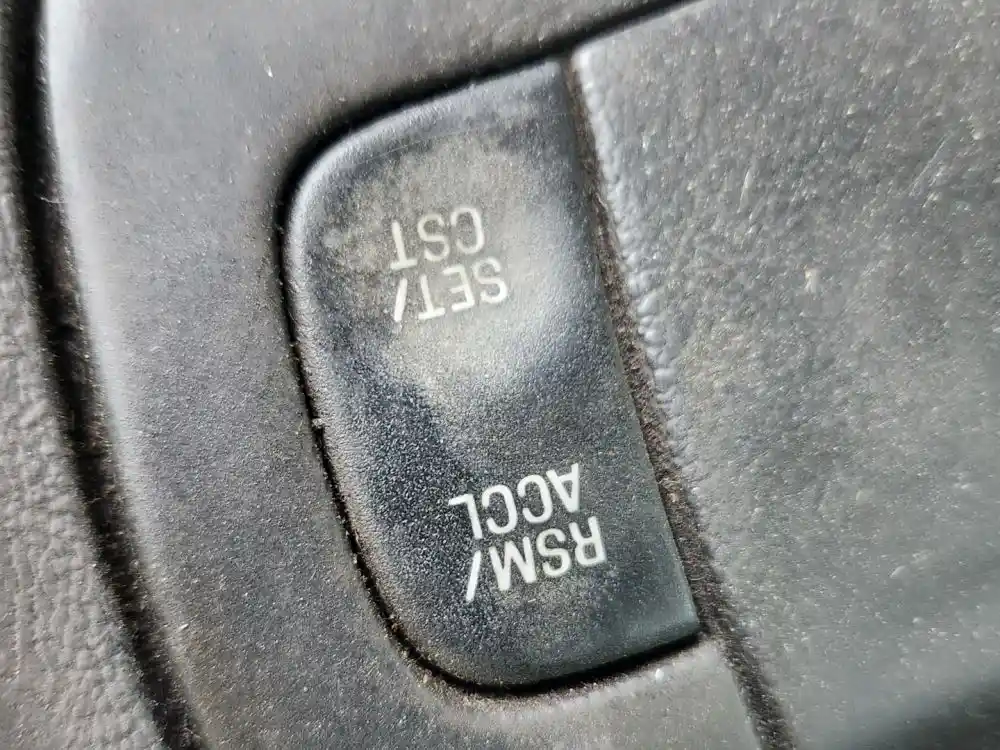 RSM/
ACCL
SET/
CST